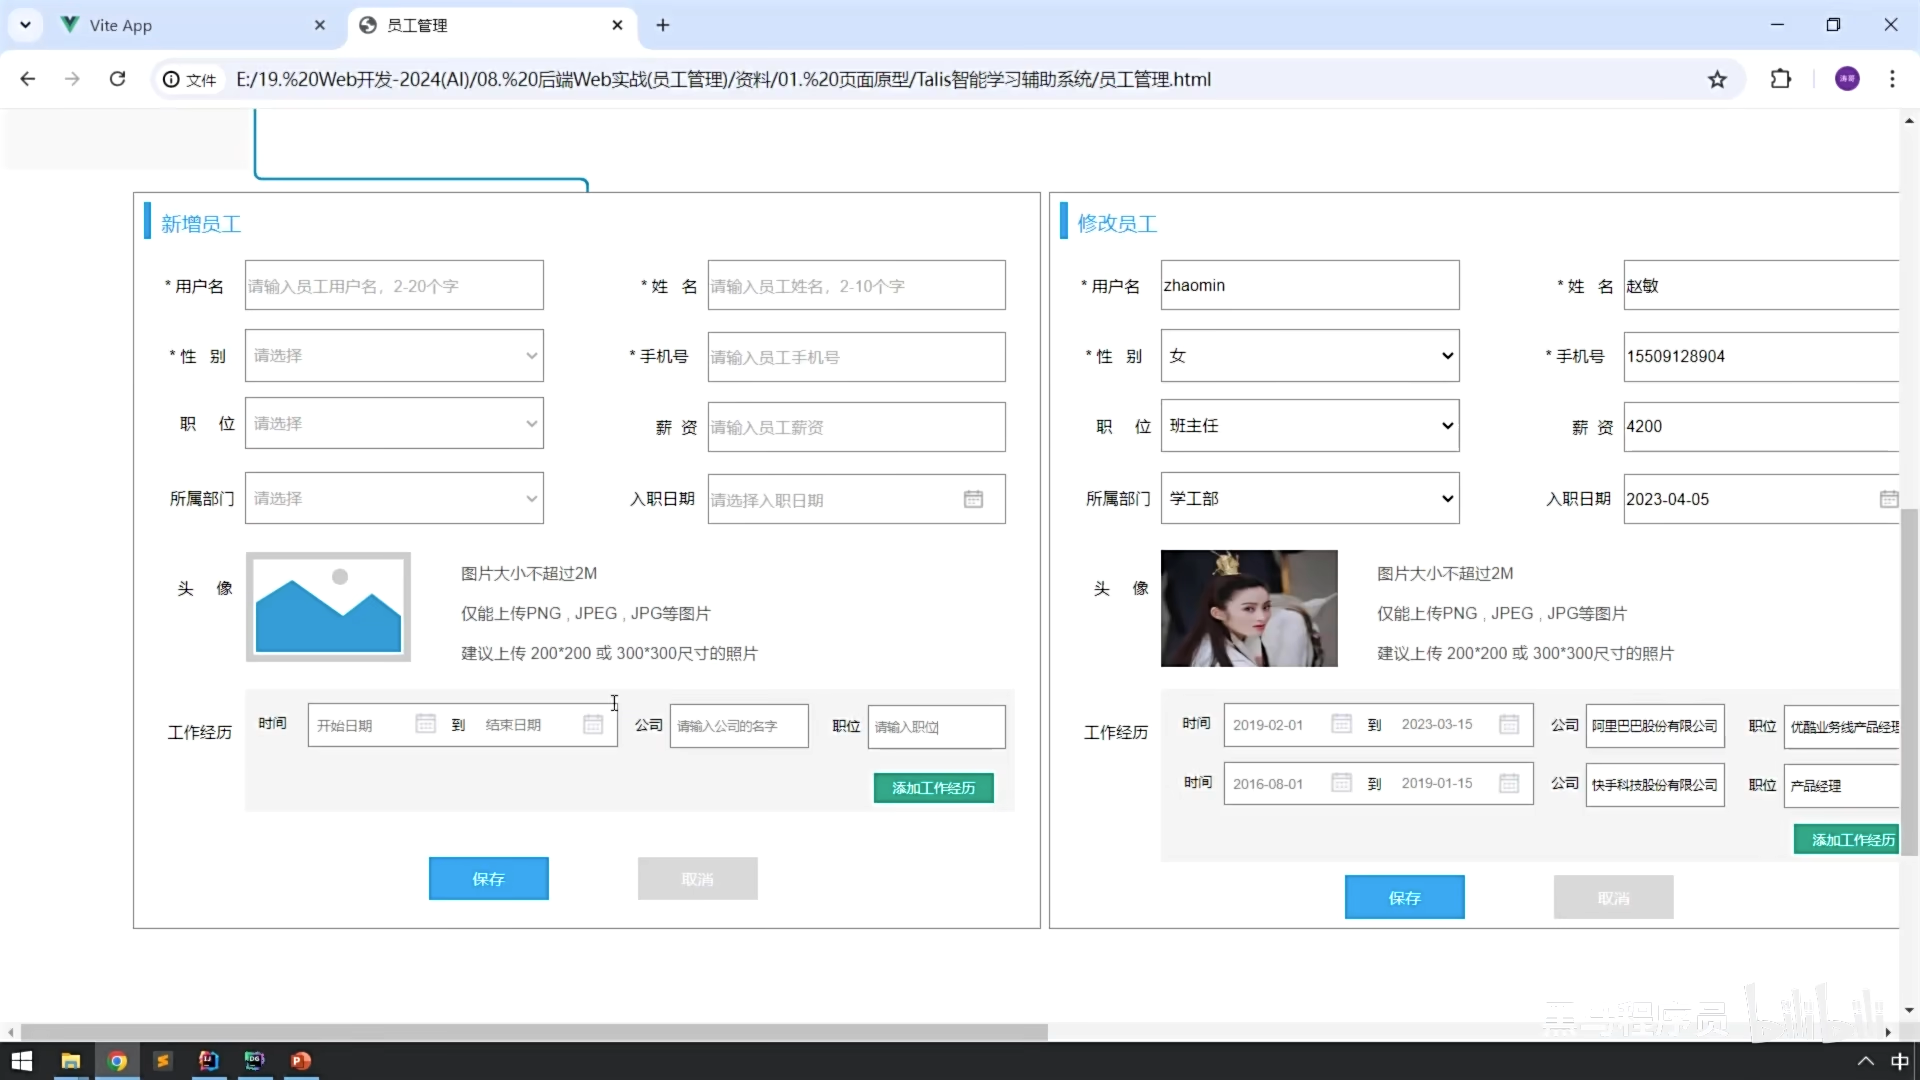 Vite App
员工管理
文件
E:/19.%20Web开发-2024(AI)/08.%20后端Web实战(员工管理)/资料/01.%20页面原型/Talis智能学习辅助系统/员工管理.html
新增员工
* 用户名 请输入员工用户名，2-20个字 * 姓 名 请输入员工姓名，2-10个字
* 性 别 请选择 * 手机号 请输入员工手机号
职 位 请选择 薪 资 请输入员工薪资
所属部门 请选择 入职日期 请选择入职日期
头 像
图片大小不超过2M
仅能上传PNG , JPEG , JPG等图片
建议上传 200*200 或 300*300尺寸的照片
工作经历 时间 开始日期 到 结束日期 公司 请输入公司的名字 职位 请输入职位
添加工作经历
保存 取消
修改员工
* 用户名 zhaomin * 姓 名 赵敏
* 性 别 女 * 手机号 15509128904
职 位 班主任 薪 资 4200
所属部门 学工部 入职日期 2023-04-05
头 像
图片大小不超过2M
仅能上传PNG , JPEG , JPG等图片
建议上传 200*200 或 300*300尺寸的照片
工作经历 时间 2019-02-01 到 2023-03-15 公司 阿里巴巴股份有限公司 职位 优酷业务线产品经理
时间 2016-08-01 到 2019-01-15 公司 快手科技股份有限公司 职位 产品经理
添加工作经历
保存 取消
黑马程序员
中